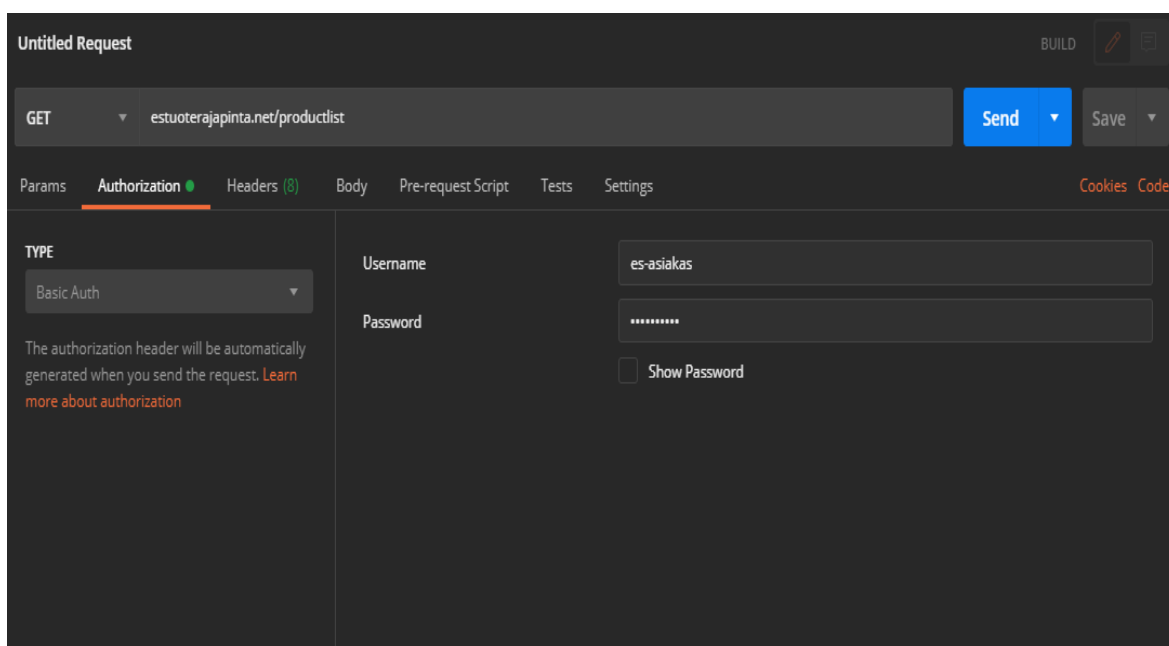 Untitled Request
BUILD
GET
estuoterajapinta.net/productlist
Send
Save
Params Authorization Headers (8) Body Pre-request Script Tests Settings Cookies Code
TYPE
Basic Auth
The authorization header will be automatically
generated when you send the request. Learn
more about authorization
Username
es-asiakas
Password
••••••••••
Show Password